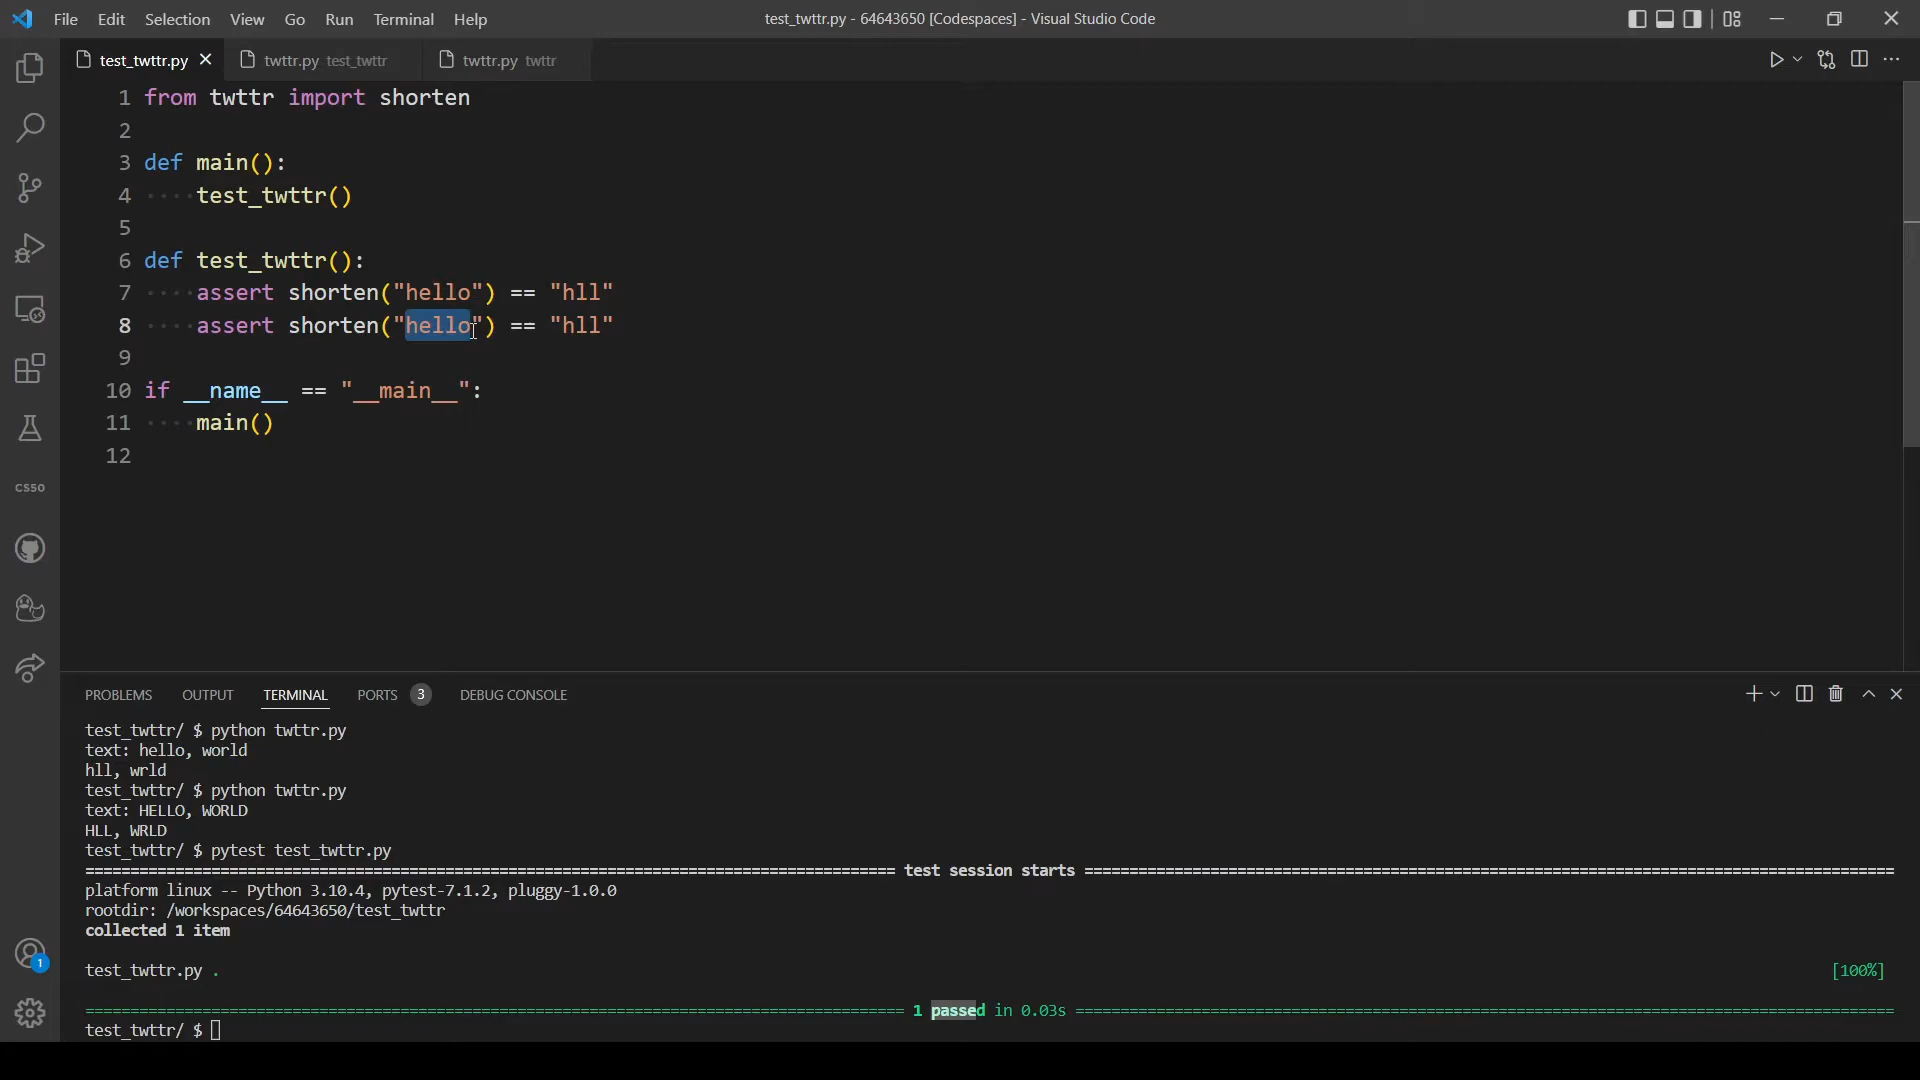 File Edit Selection View Go Run Terminal Help test_twttr.py - 64643650 [Codespaces] - Visual Studio Code
test_twttr.py twttr.py test_twttr twttr.py twttr
1 from twttr import shorten
2
3 def main():
4 ····test_twttr()
5
6 def test_twttr():
7 ····assert shorten("hello") == "hll"
8 ····assert shorten("hello") == "hll"
9
10 if __name__ == "__main__":
11 ····main()
12
CS50
PROBLEMS OUTPUT TERMINAL PORTS 3 DEBUG CONSOLE
test_twttr/ $ python twttr.py
text: hello, world
hll, wrld
test_twttr/ $ python twttr.py
text: HELLO, WORLD
HLL, WRLD
test_twttr/ $ pytest test_twttr.py
========== test session starts ==========
platform linux -- Python 3.10.4, pytest-7.1.2, pluggy-1.0.0
rootdir: /workspaces/64643650/test_twttr
collected 1 item
test_twttr.py . [100%]
========== 1 passed in 0.03s ==========
1
test_twttr/ $